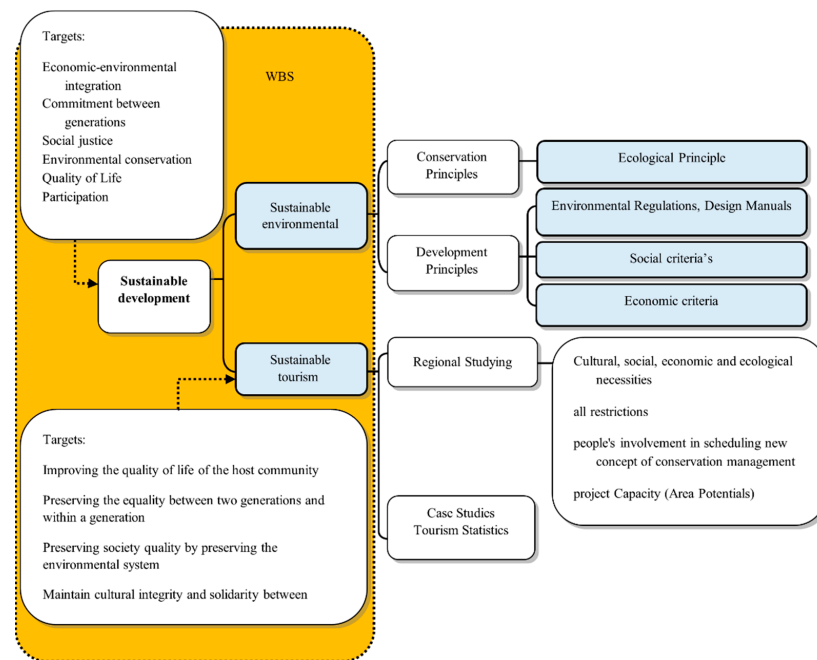 Targets:
Economic-environmental
integration
Commitment between
generations
Social justice
Environmental conservation
Quality of Life
Participation
WBS
Sustainable
development
Sustainable
environmental
Sustainable
tourism
Targets:
Improving the quality of life of the host community
Preserving the equality between two generations and
within a generation
Preserving society quality by preserving the
environmental system
Maintain cultural integrity and solidarity between
Conservation
Principles
Ecological Principle
Development
Principles
Environmental Regulations, Design Manuals
Social criteria's
Economic criteria
Regional Studying
Cultural, social, economic and ecological
necessities
all restrictions
people's involvement in scheduling new
concept of conservation management
project Capacity (Area Potentials)
Case Studies
Tourism Statistics